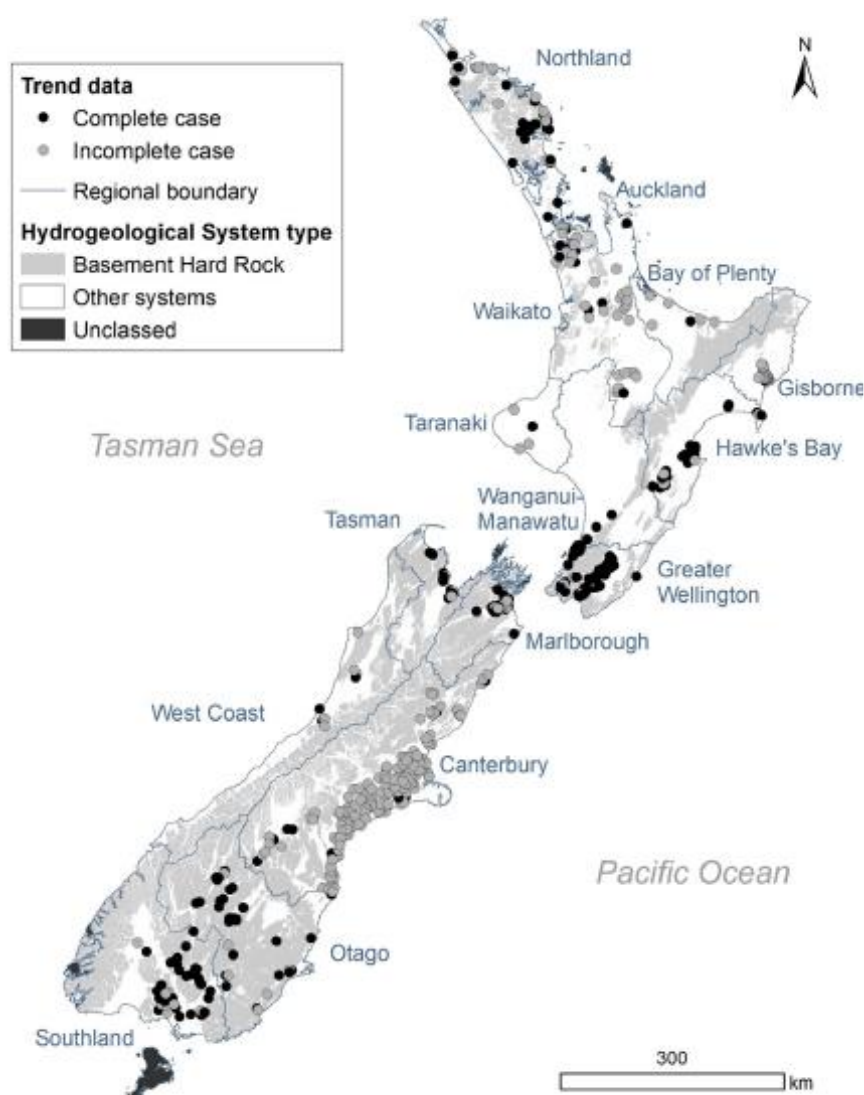 Northland
N
Trend data
Complete case
Incomplete case
Regional boundary
Hydrogeological System type
Basement Hard Rock
Other systems
Unclassed
Auckland
Bay of Plenty
Waikato
Gisborne
Taranaki
Tasman Sea
Hawke's Bay
Wanganui-
Manawatu
Tasman
Greater
Wellington
Marlborough
West Coast
Canterbury
Pacific Ocean
Otago
Southland
300
km